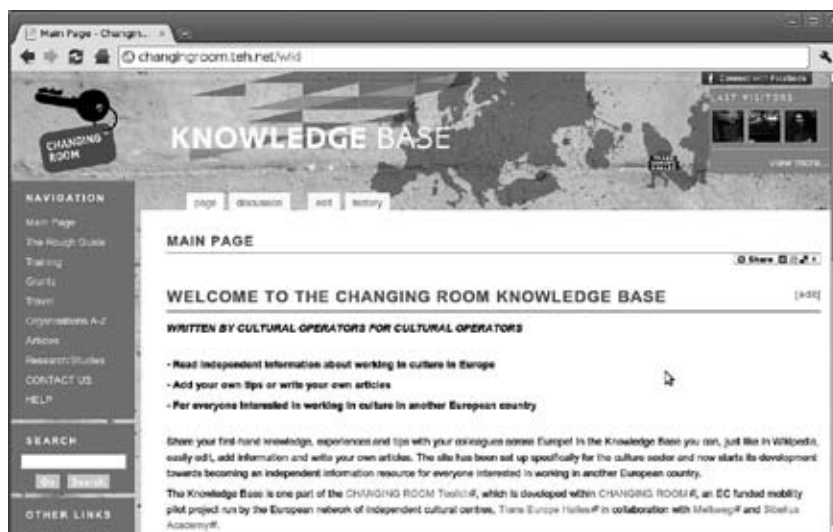 Main Page - Changin...
changingroom.teh.net/wiki
Connect with Facebook
LAST VISITORS
CHANGING
ROOM
KNOWLEDGE BASE
view more
NAVIGATION
page discussion edit history
Main Page
MAIN PAGE
The Rough Guide
Training
Share
Grants
Travel
WELCOME TO THE CHANGING ROOM KNOWLEDGE BASE [edit]
Organisations A-Z
WRITTEN BY CULTURAL OPERATORS FOR CULTURAL OPERATORS
Articles
Research/Studies
- Read independent information about working in culture in Europe
CONTACT US
- Add your own tips or write your own articles
HELP
- For everyone interested in working in culture in another European country
SEARCH
Share your first-hand knowledge, experiences and tips with your colleagues across Europe! In the Knowledge Base you can, just like in Wikipedia,
easily edit, add information and write your own articles. The site has been set up specifically for the culture sector and now starts its development
towards becoming an independent information resource for everyone interested in working in another European country.
Go Search
The Knowledge Base is one part of the CHANGING ROOM Toolkit, which is developed within CHANGING ROOM, an EC funded mobility
pilot project run by the European network of independent cultural centres, Trans Europe Halles in collaboration with Melkweg and Sibelius
Academy.
OTHER LINKS